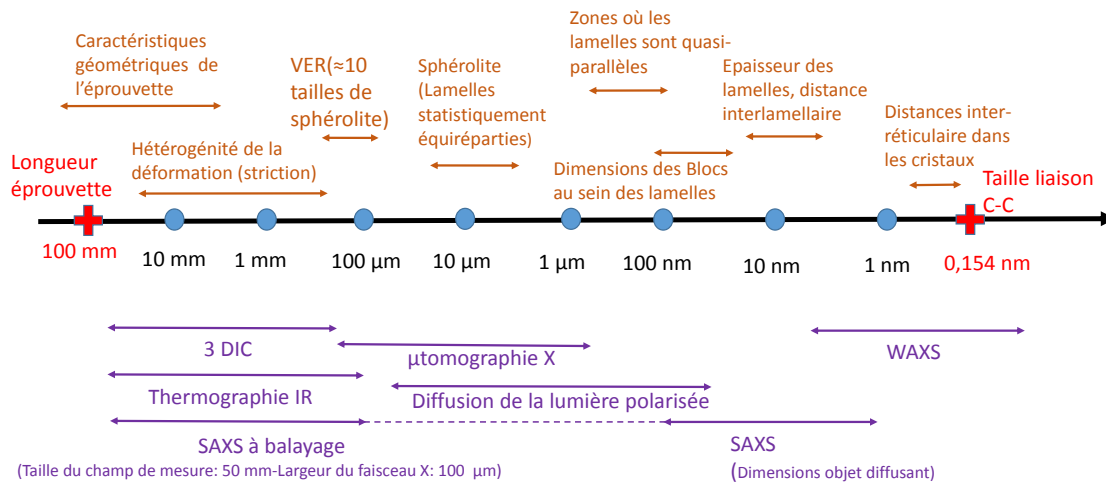 Caractéristiques
géométriques de
l'éprouvette
VER(≈10
tailles de
sphérolite)
Sphérolite
(Lamelles
statistiquement
équiréparties)
Zones où les
lamelles sont quasi-
parallèles
Epaisseur des
lamelles, distance
interlamellaire
Distances inter-
réticulaire dans
les cristaux
Hétérogénité de la
déformation (striction)
Dimensions des Blocs
au sein des lamelles
Longueur
éprouvette
Taille liaison
C-C
100 mm
10 mm
1 mm
100 µm
10 µm
1 µm
100 nm
10 nm
1 nm
0,154 nm
3 DIC
µtomographie X
WAXS
Thermographie IR
Diffusion de la lumière polarisée
SAXS à balayage
(Taille du champ de mesure: 50 mm-Largeur du faisceau X: 100 µm)
SAXS
(Dimensions objet diffusant)